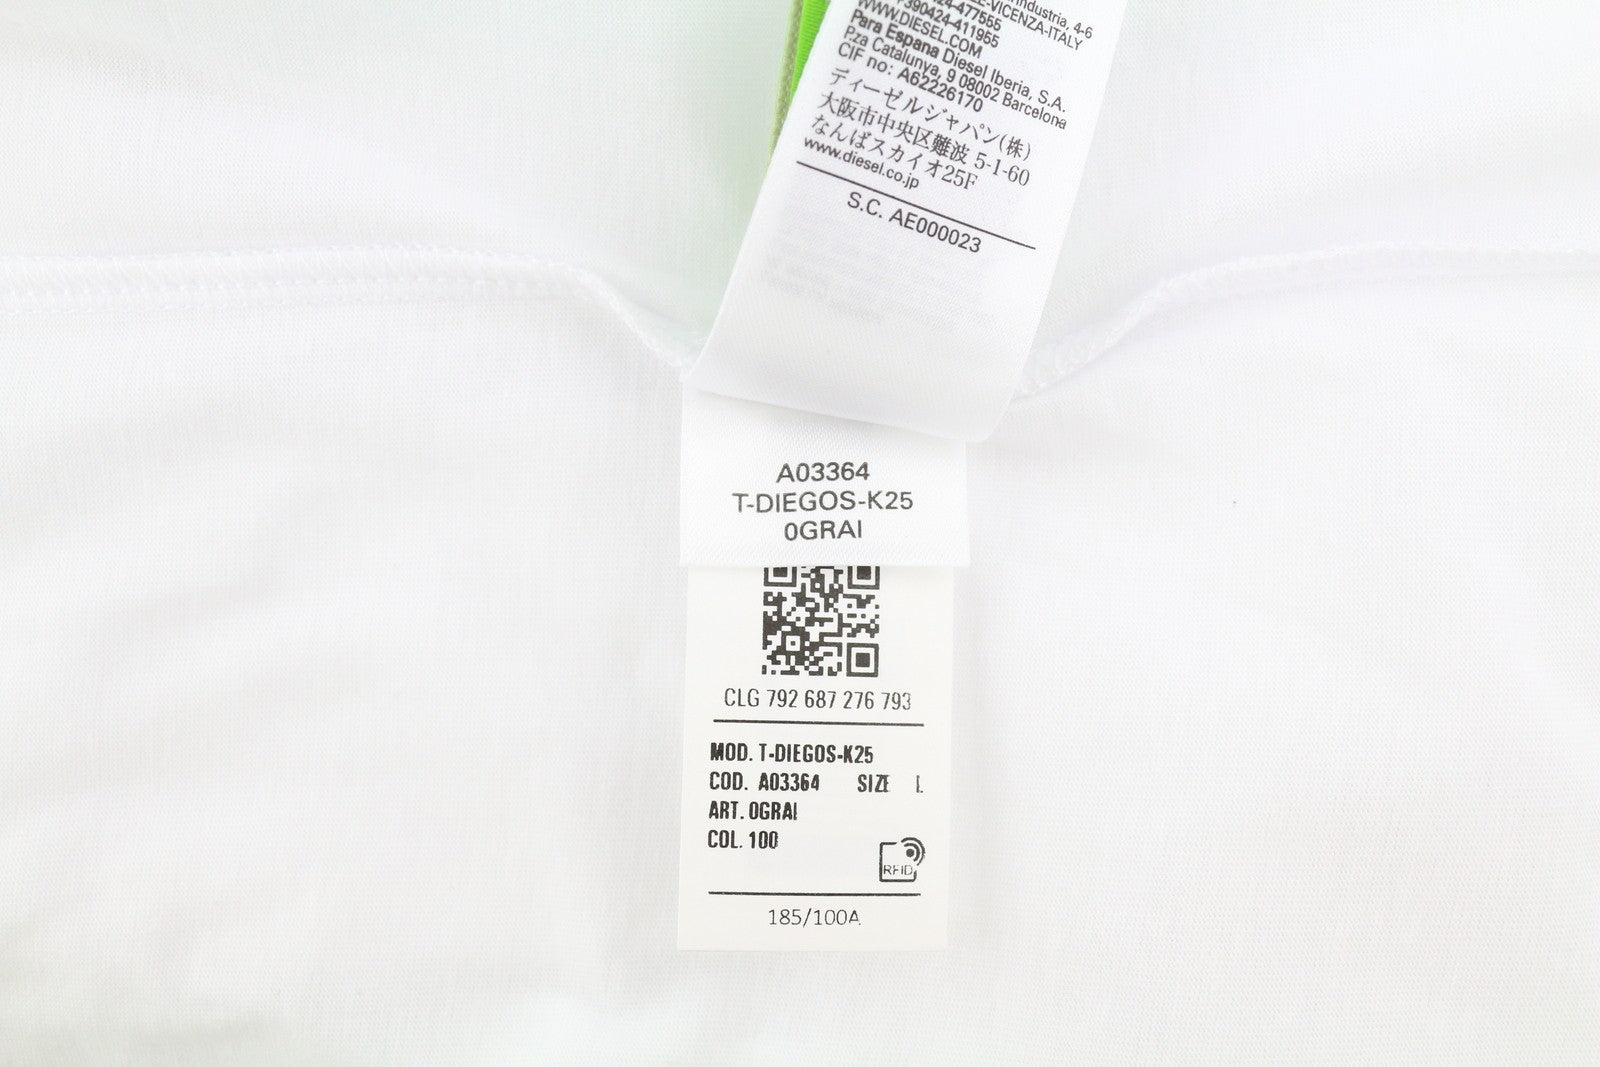 industria, 4-6
E-VICENZA-ITALY
24-477555
+390424-411955
WWW.DIESEL.COM
Para Espana Diesel Iberia, S.A.
P.za Catalunya, 9 08002 Barcelona
CIF no: A62226170
ディーゼルジャパン(株)
大阪市中央区難波 5-1-60
なんばスカイオ25F
www.diesel.co.jp
S.C. AE000023
A03364
T-DIEGOS-K25
0GRAI
CLG 792 687 276 793
MOD. T-DIEGOS-K25
COD. A03364 SIZE L
ART. 0GRAI
COL. 100
RFID
185/100A